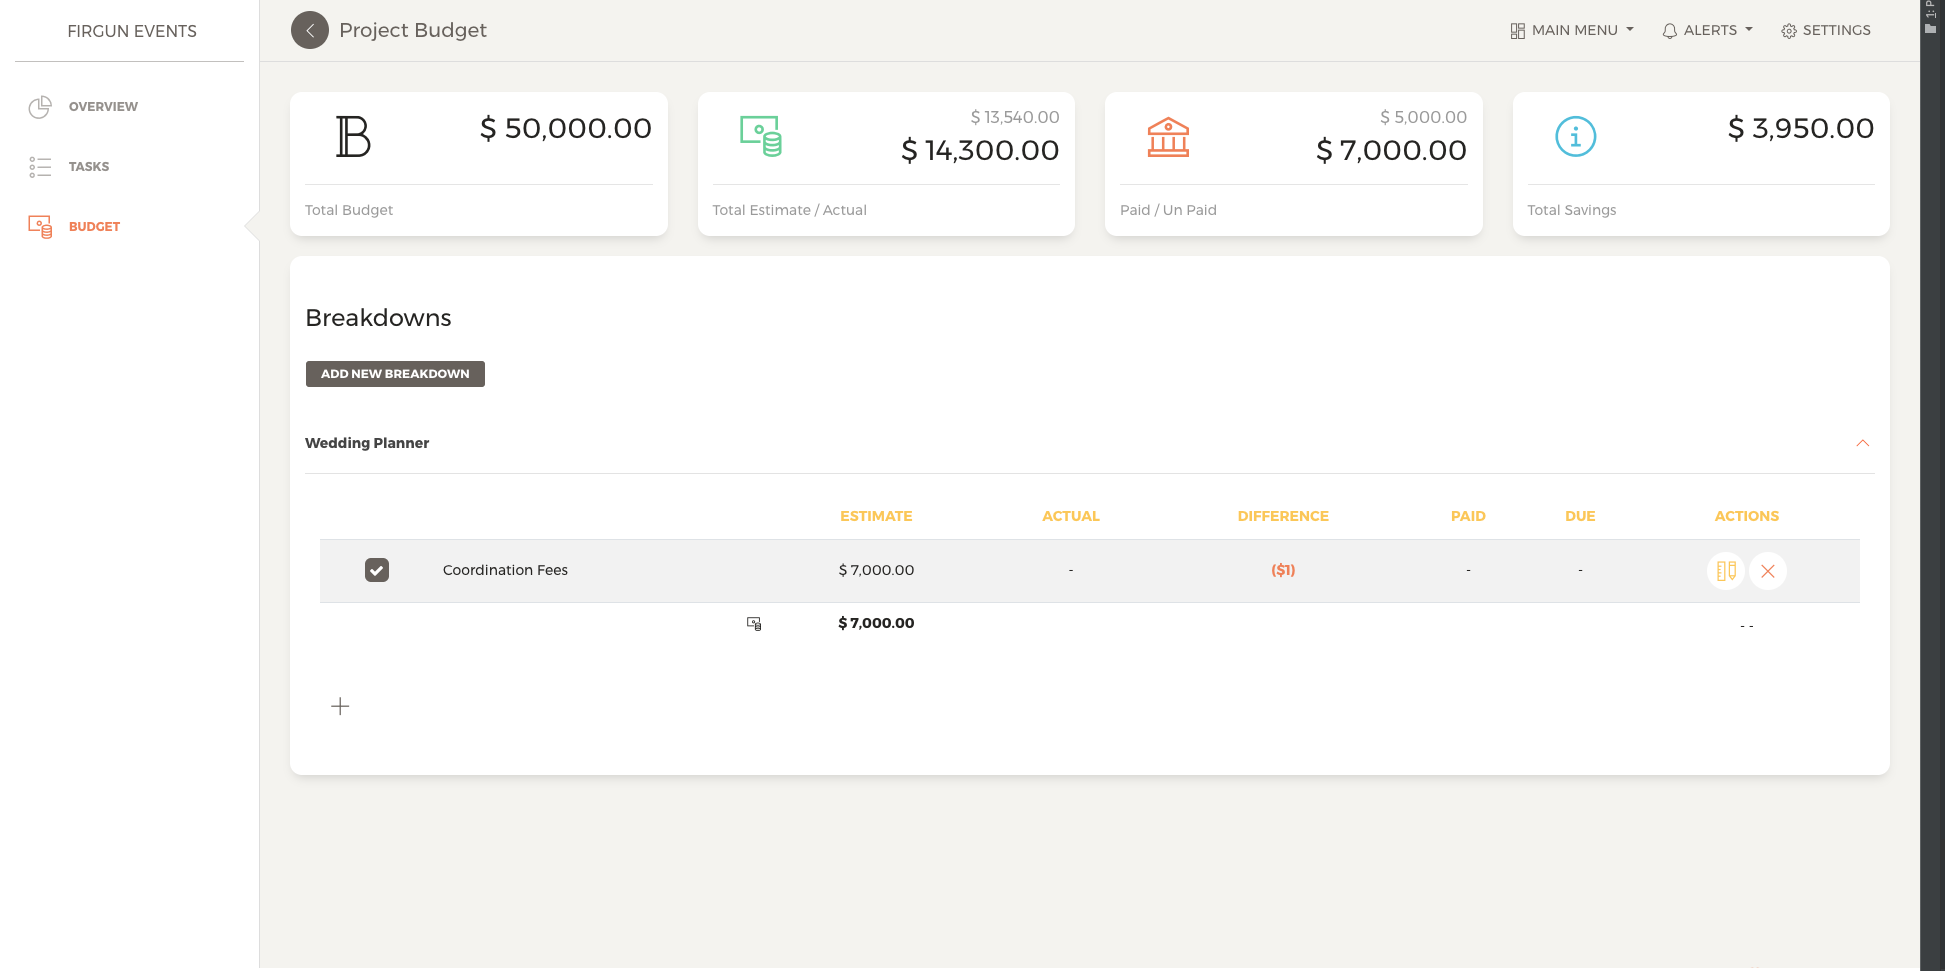 FIRGUN EVENTS
Project Budget
MAIN MENU
ALERTS
SETTINGS
OVERVIEW
TASKS
BUDGET
$ 50,000.00
Total Budget
$ 13,540.00
$ 14,300.00
Total Estimate / Actual
$ 5,000.00
$ 7,000.00
Paid / Un Paid
$ 3,950.00
Total Savings
Breakdowns
ADD NEW BREAKDOWN
Wedding Planner
ESTIMATE ACTUAL DIFFERENCE PAID DUE ACTIONS
Coordination Fees $ 7,000.00 - ($1) - -
$ 7,000.00 - -
1: P